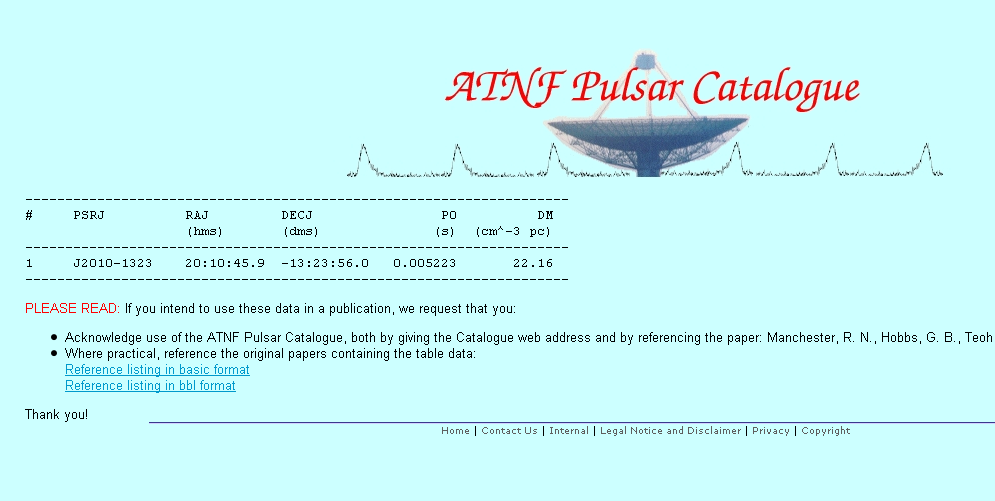 ATNF Pulsar Catalogue
---------------------------------------------------------------------
# PSRJ RAJ DECJ P0 DM
(hms) (dms) (s) (cm^-3 pc)
---------------------------------------------------------------------
1 J2010-1323 20:10:45.9 -13:23:56.0 0.005223 22.16
---------------------------------------------------------------------
PLEASE READ: If you intend to use these data in a publication, we request that you:
● Acknowledge use of the ATNF Pulsar Catalogue, both by giving the Catalogue web address and by referencing the paper: Manchester, R. N., Hobbs, G. B., Teoh
● Where practical, reference the original papers containing the table data:
Reference listing in basic format
Reference listing in bbl format
Thank you!
Home | Contact Us | Internal | Legal Notice and Disclaimer | Privacy | Copyright